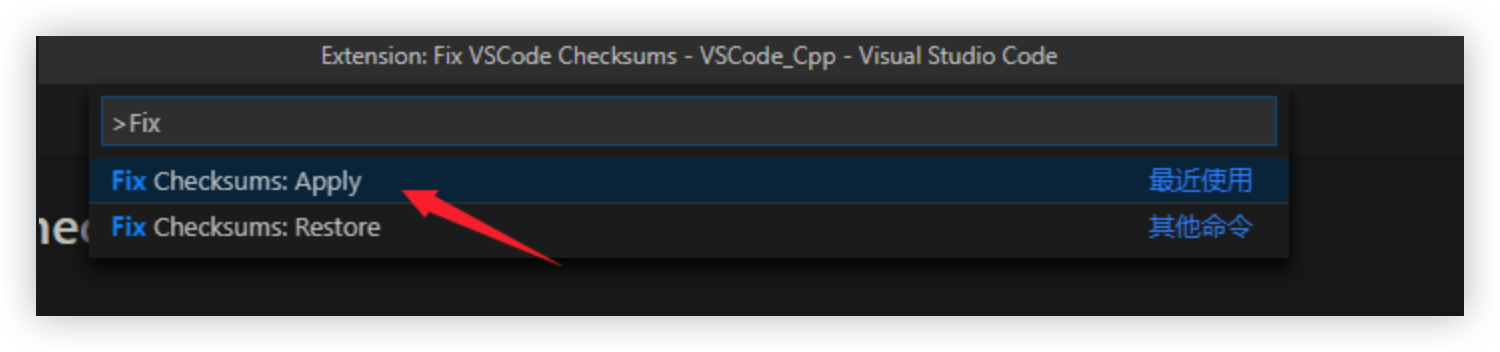 Extension: Fix VSCode Checksums - VSCode_Cpp - Visual Studio Code
>Fix
Fix Checksums: Apply 最近使用
Fix Checksums: Restore 其他命令